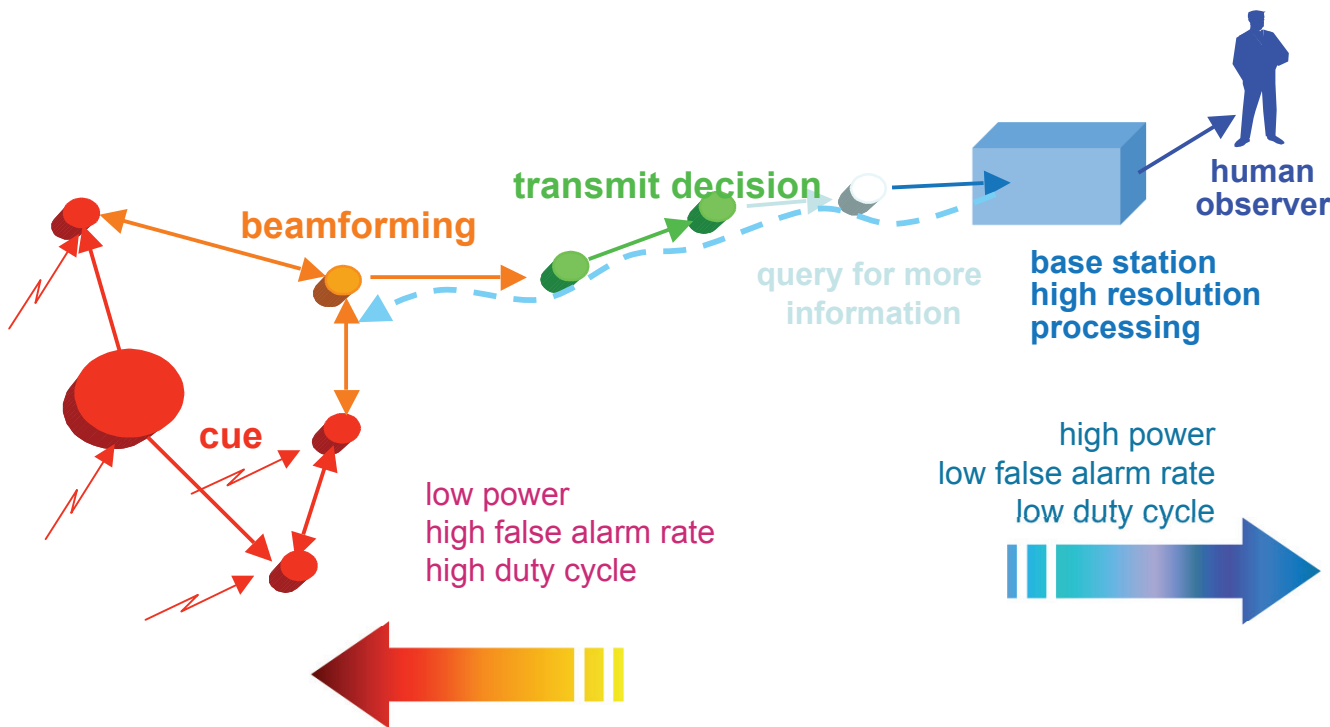 transmit decision
beamforming
human
observer
query for more
information
base station
high resolution
processing
cue
low power
high false alarm rate
high duty cycle
high power
low false alarm rate
low duty cycle